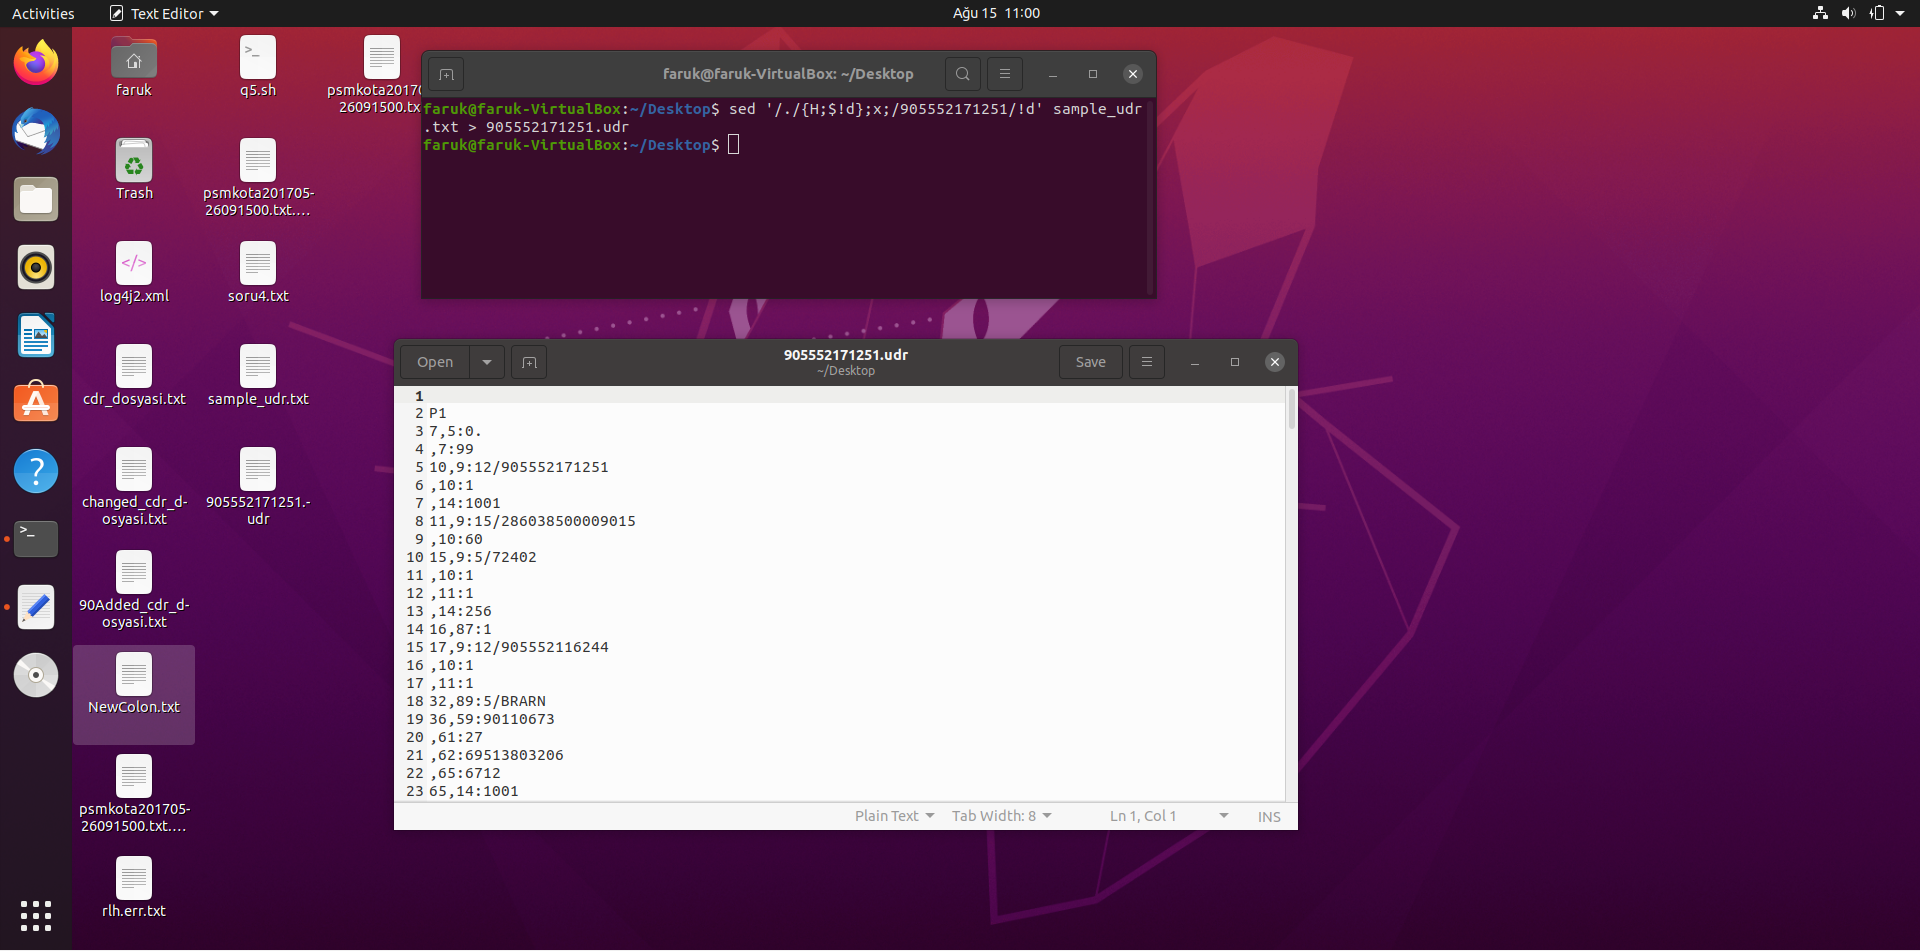 Activities
Text Editor
Ağu 15 11:00
faruk
q5.sh
psmkota20170
26091500.tx
Trash
psmkota201705-
26091500.txt....
log4j2.xml
soru4.txt
cdr_dosyasi.txt
sample_udr.txt
changed_cdr_d-
osyasi.txt
905552171251.-
udr
90Added_cdr_d-
osyasi.txt
NewColon.txt
psmkota201705-
26091500.txt....
rlh.err.txt
faruk@faruk-VirtualBox: ~/Desktop
faruk@faruk-VirtualBox:~/Desktop$ sed '/./{H;$!d};x;/905552171251/!d' sample_udr
.txt > 905552171251.udr
faruk@faruk-VirtualBox:~/Desktop$
Open
905552171251.udr
~/Desktop
Save
1
2 P1
3 7,5:0.
4 ,7:99
5 10,9:12/905552171251
6 ,10:1
7 ,14:1001
8 11,9:15/286038500009015
9 ,10:60
10 15,9:5/72402
11 ,10:1
12 ,11:1
13 ,14:256
14 16,87:1
15 17,9:12/905552116244
16 ,10:1
17 ,11:1
18 32,89:5/BRARN
19 36,59:90110673
20 ,61:27
21 ,62:69513803206
22 ,65:6712
23 65,14:1001
Plain Text
Tab Width: 8
Ln 1, Col 1
INS